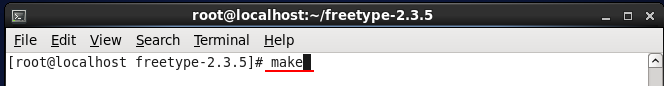 root@localhost:~/freetype-2.3.5
File Edit View Search Terminal Help
[root@localhost freetype-2.3.5]# make